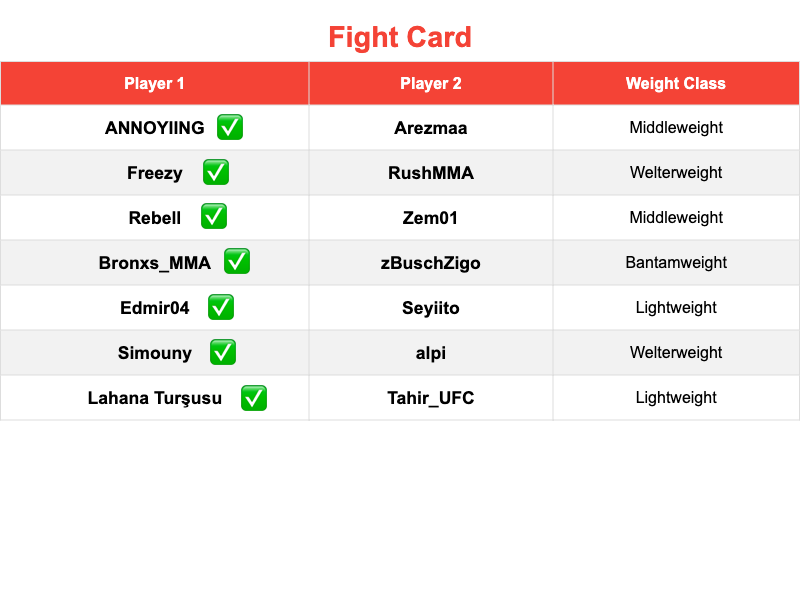 Fight Card
Player 1 Player 2 Weight Class
ANNOYIING ✅ Arezmaa Middleweight
Freezy ✅ RushMMA Welterweight
Rebell ✅ Zem01 Middleweight
Bronxs_MMA ✅ zBuschZigo Bantamweight
Edmir04 ✅ Seyiito Lightweight
Simouny ✅ alpi Welterweight
Lahana Turşusu ✅ Tahir_UFC Lightweight